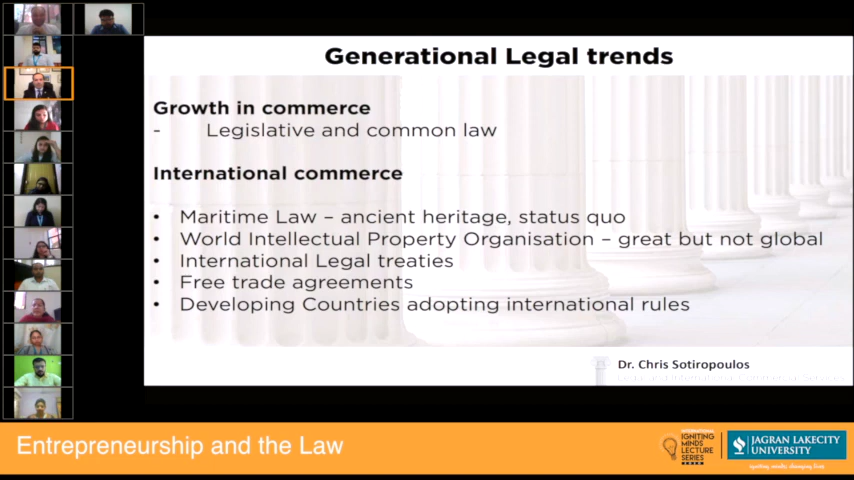 Generational Legal trends
Growth in commerce
- Legislative and common law
International commerce
• Maritime Law – ancient heritage, status quo
• World Intellectual Property Organisation – great but not global
• International Legal treaties
• Free trade agreements
• Developing Countries adopting international rules
Dr. Chris Sotiropoulos
Entrepreneurship and the Law
INTERNATIONAL
IGNITING
MINDS
LECTURE
SERIES
JAGRAN LAKECITY
UNIVERSITY